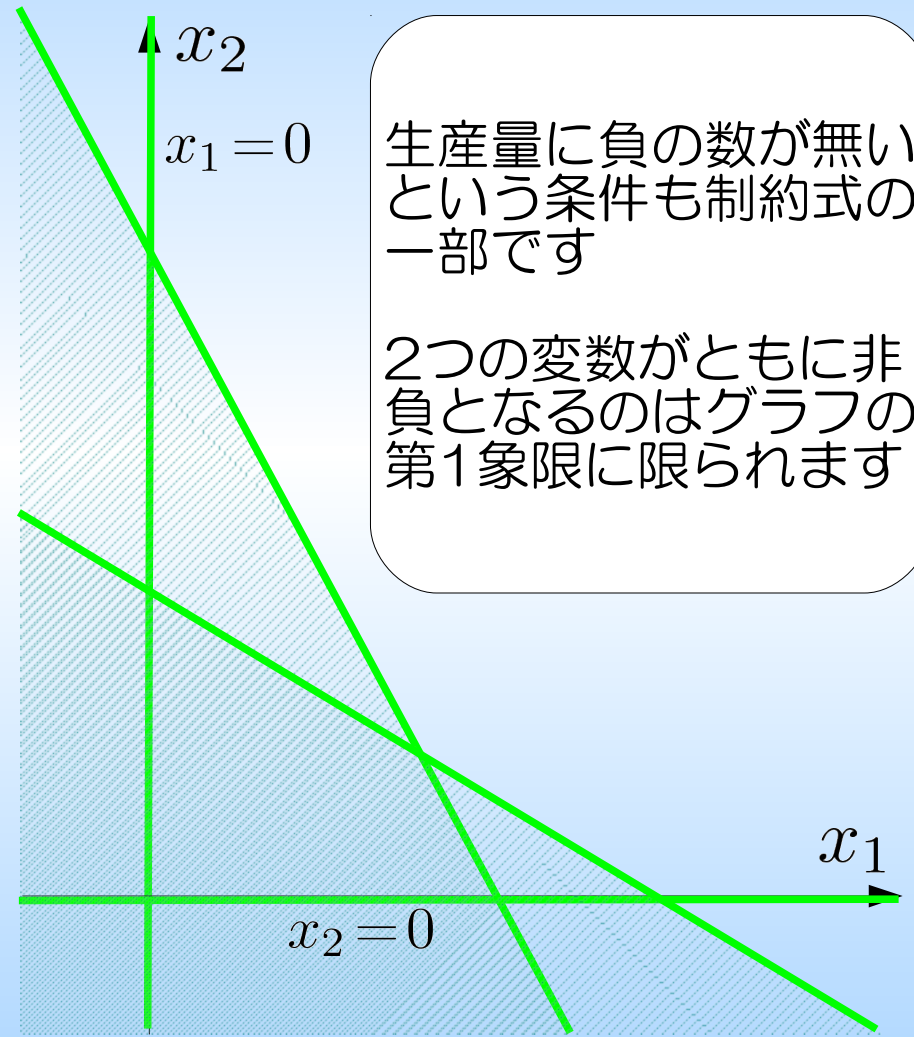 x₂
x₁=0
生産量に負の数が無い
という条件も制約式の
一部です
2つの変数がともに非
負となるのはグラフの
第1象限に限られます
x₁
x₂=0